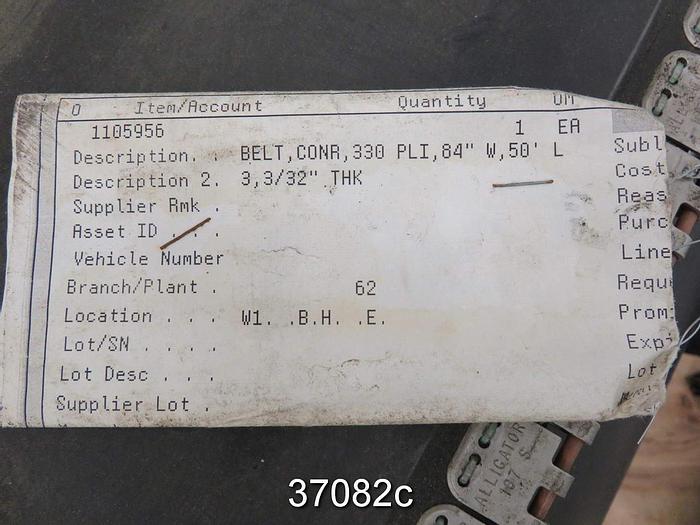 O Item/Account Quantity UM
1105956 1 EA
Description. . BELT,CONR,330 PLI,84" W,50' L
Description 2. 3,3/32" THK
Supplier Rmk .
Asset ID . . .
Vehicle Number
Branch/Plant . 62
Location . . . W1. .B.H. .E.
Lot/SN . . . .
Lot Desc . . .
Supplier Lot .
Subl
Cost
Reas
Purc
Line
Requ
Prom
Expi
Lot
ALLIGATOR
107 S
37082c